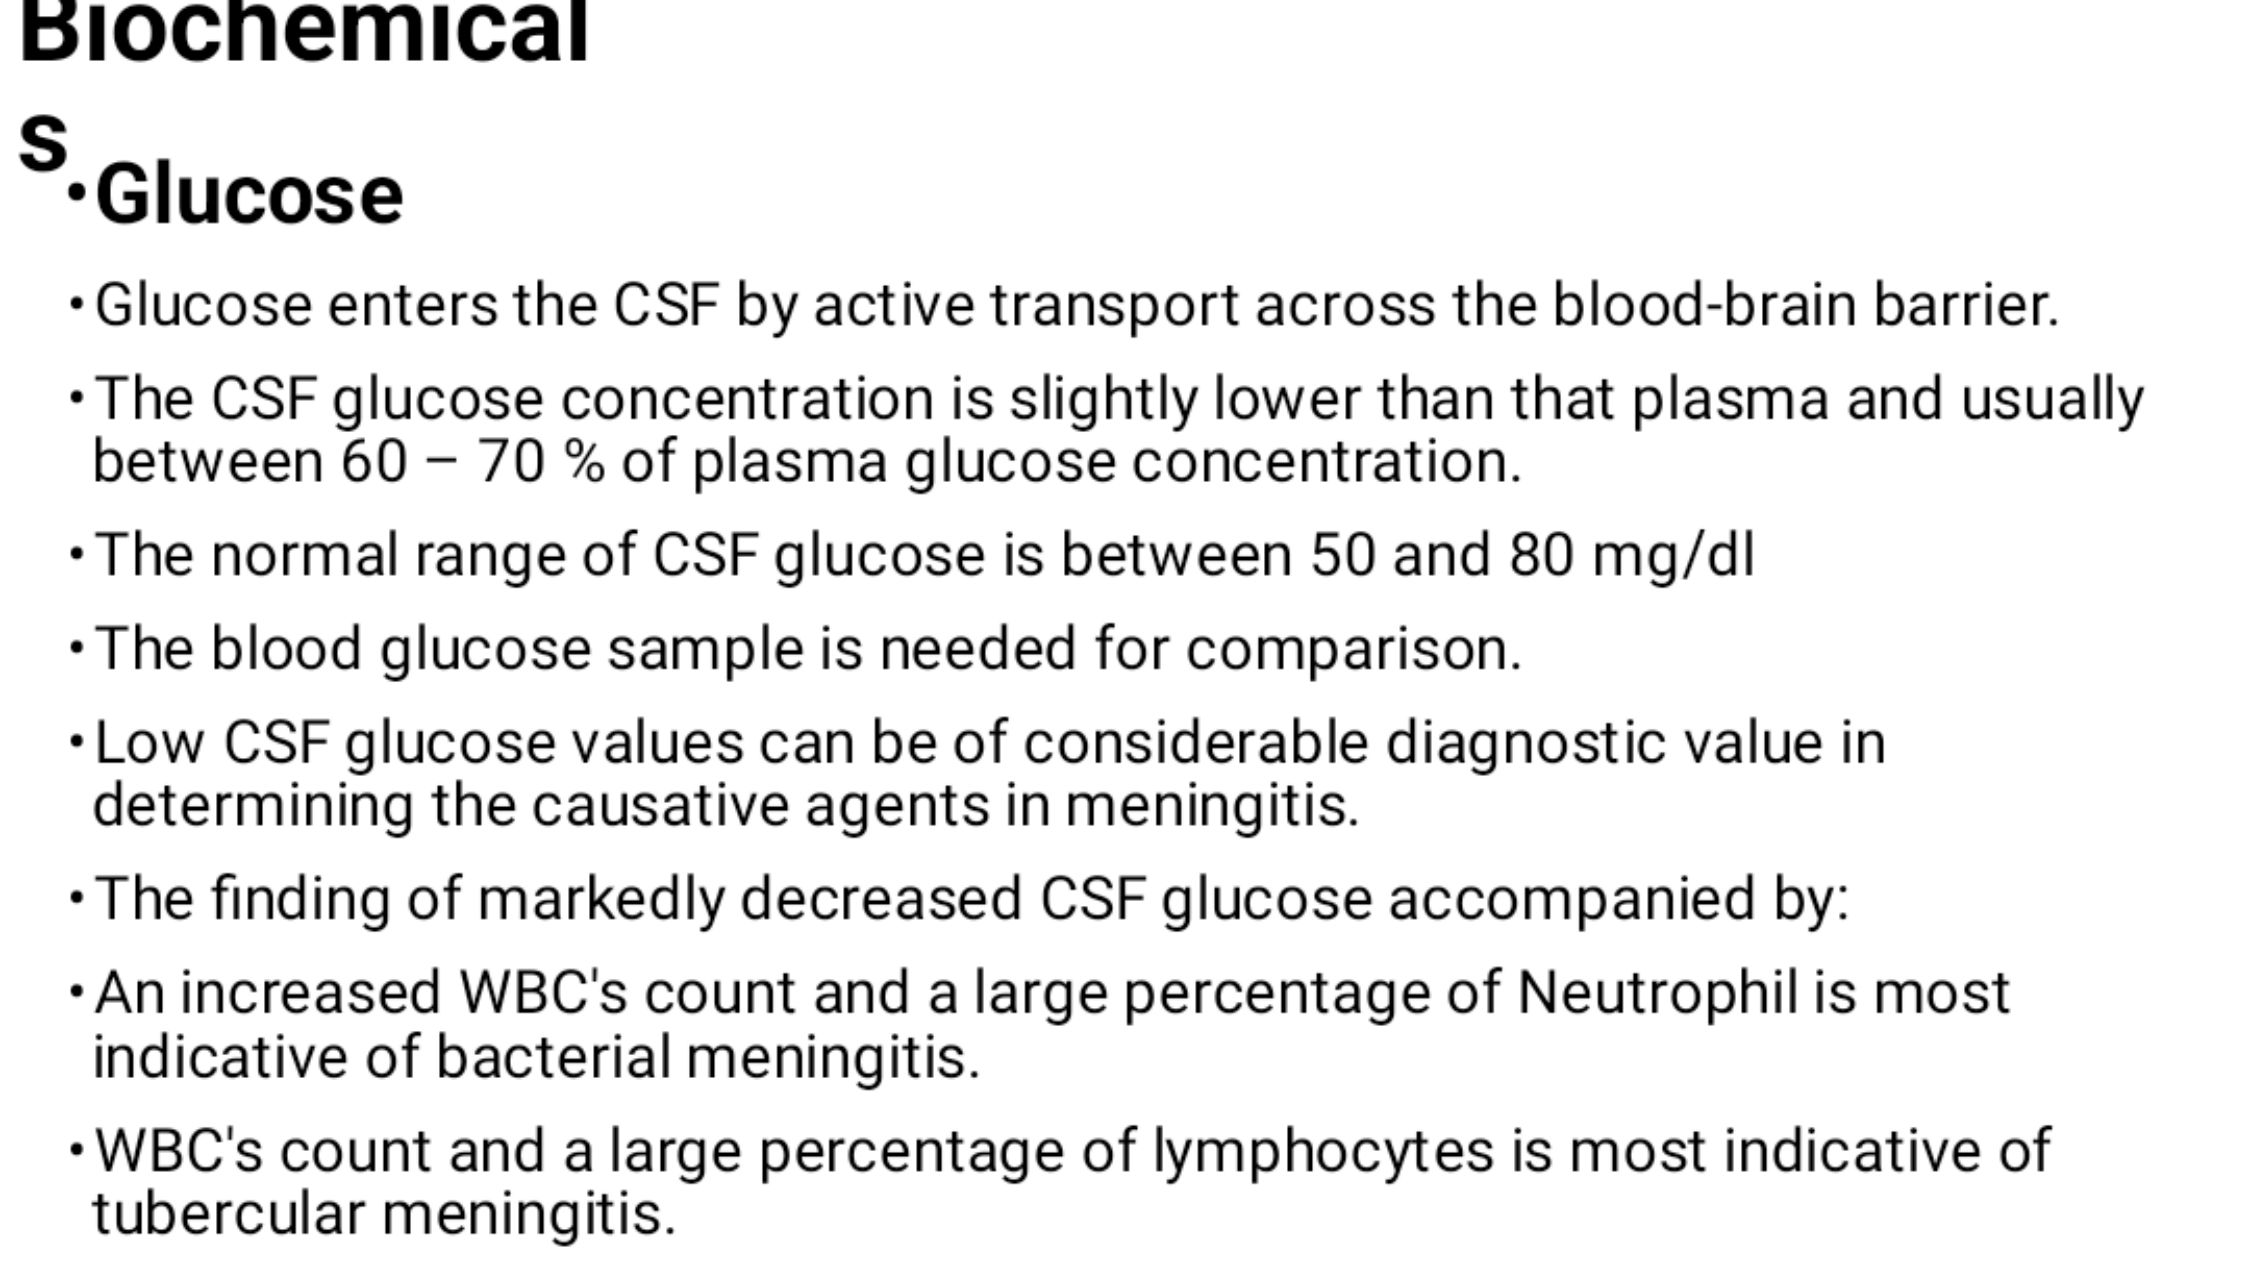 Biochemical
s
•Glucose
•Glucose enters the CSF by active transport across the blood-brain barrier.
•The CSF glucose concentration is slightly lower than that plasma and usually
between 60 – 70 % of plasma glucose concentration.
•The normal range of CSF glucose is between 50 and 80 mg/dl
•The blood glucose sample is needed for comparison.
•Low CSF glucose values can be of considerable diagnostic value in
determining the causative agents in meningitis.
•The finding of markedly decreased CSF glucose accompanied by:
•An increased WBC's count and a large percentage of Neutrophil is most
indicative of bacterial meningitis.
•WBC's count and a large percentage of lymphocytes is most indicative of
tubercular meningitis.